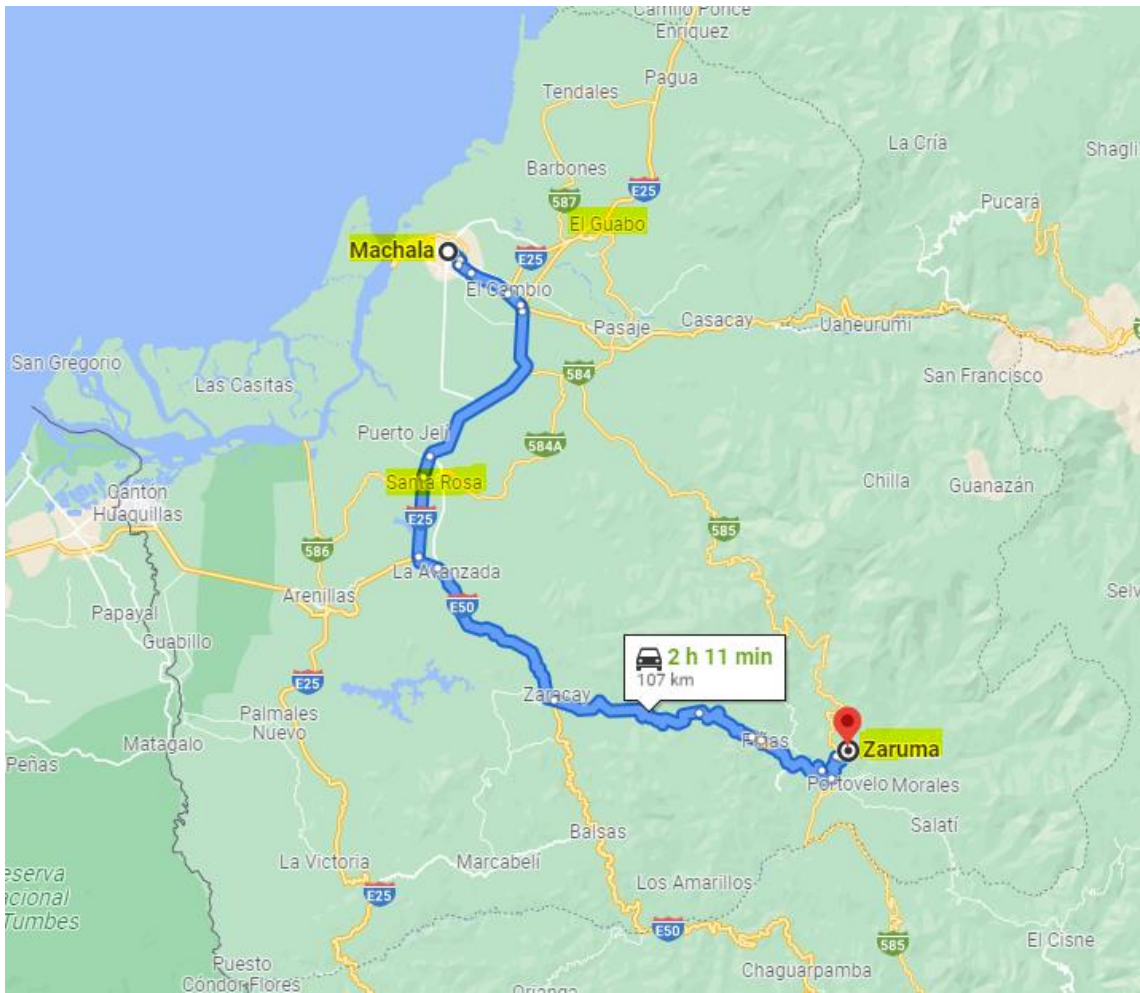 Camilo Ponce
Enriquez
Pagua
Tendales
La Cría
Shagli
Barbones
E25
587
Pucará
El Guabo
Machala
E25
El Cambio
Pasaje
Casacay
Uaheurumi
San Gregorio
Las Casitas
584
San Francisco
Puerto Jelí
584A
Santa Rosa
Chilla
Guanazán
Cantón
Huaquillas
E25
585
586
La Avanzada
Arenillas
E50
Papayal
Guabillo
2 h 11 min
107 km
E25
Zaracay
Palmales
Nuevo
Matagalo
Piñas
Zaruma
Peñas
Portovelo
Morales
Salatí
Balsas
La Victoria
Marcabelí
E25
Los Amarillos
E50
585
El Cisne
Puesto
Cóndor Flores
Chaguarpamba